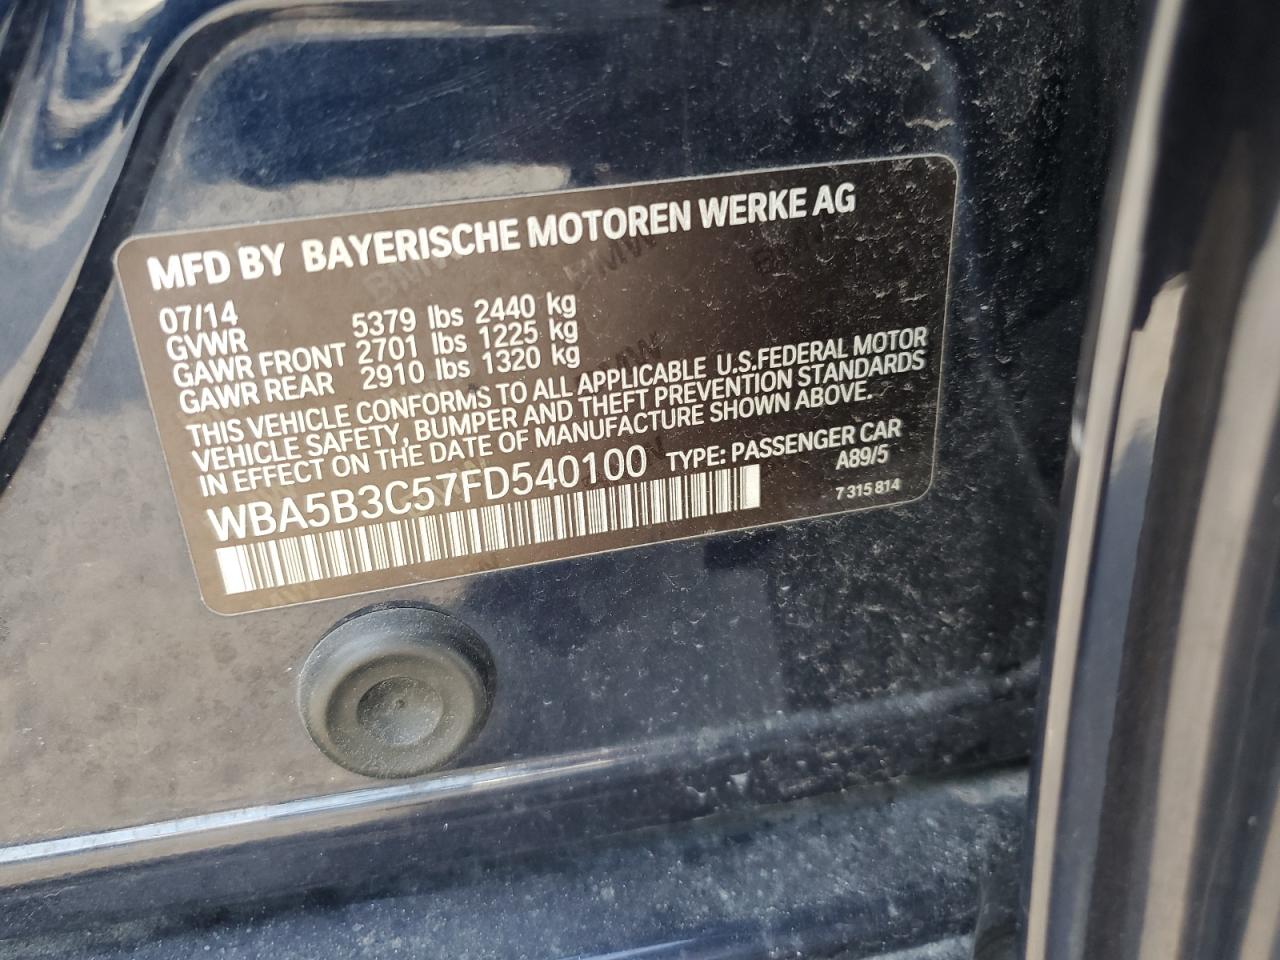 MFD BY BAYERISCHE MOTOREN WERKE AG
07/14
GVWR 5379 lbs 2440 kg
GAWR FRONT 2701 lbs 1225 kg
GAWR REAR 2910 lbs 1320 kg
THIS VEHICLE CONFORMS TO ALL APPLICABLE U.S.FEDERAL MOTOR
VEHICLE SAFETY, BUMPER AND THEFT PREVENTION STANDARDS
IN EFFECT ON THE DATE OF MANUFACTURE SHOWN ABOVE.
WBA5B3C57FD540100 TYPE: PASSENGER CAR
A89/5
7 315 814